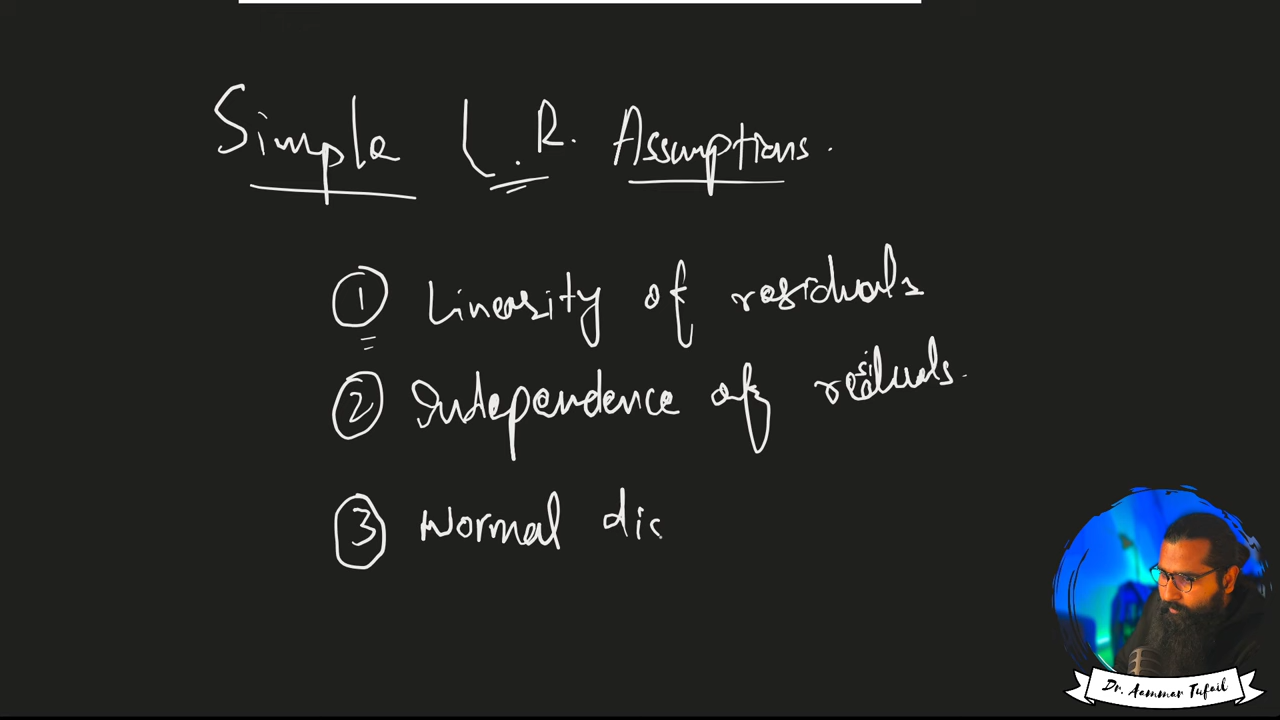 Simple L.R. Assumptions.
① Linearity of residuals
② Independence of residuals.
③ Normal dis
Dr. Aammar Tufail